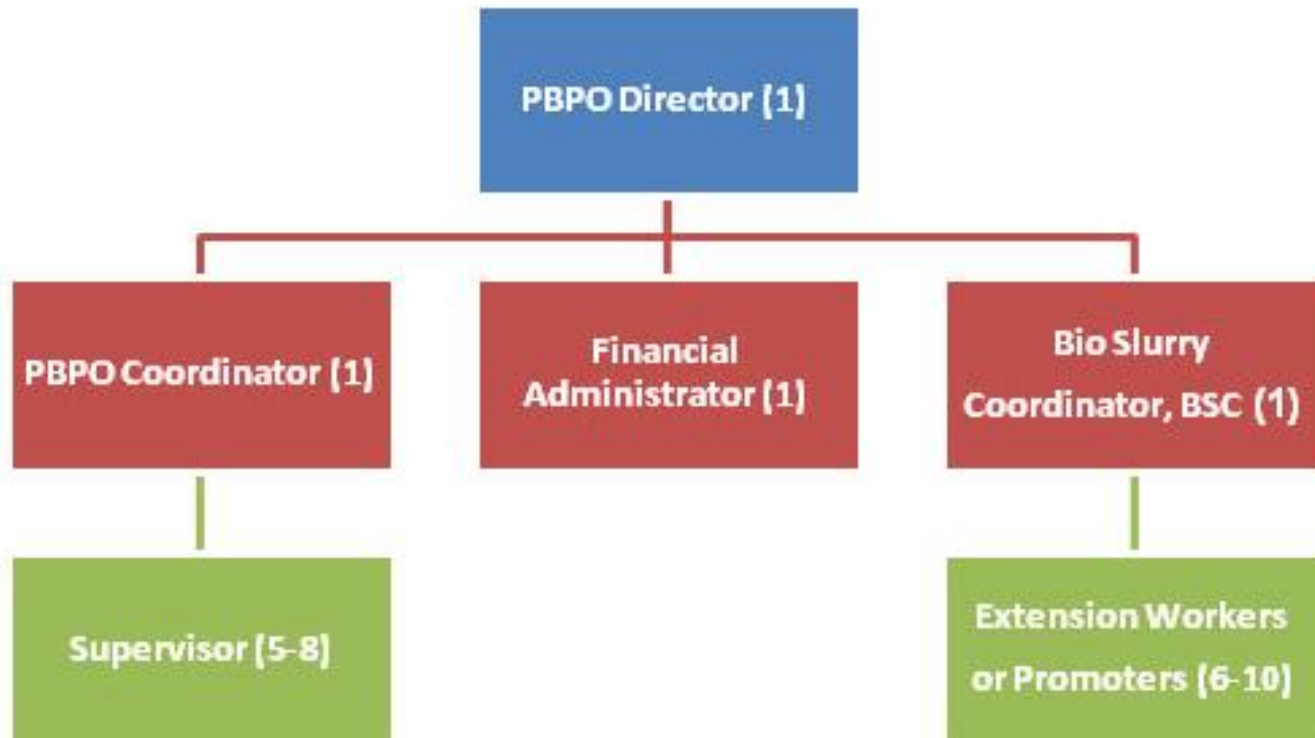 PBPO Director (1)
PBPO Coordinator (1)
Financial
Administrator (1)
Bio Slurry
Coordinator, BSC (1)
Supervisor (5-8)
Extension Workers
or Promoters (6-10)